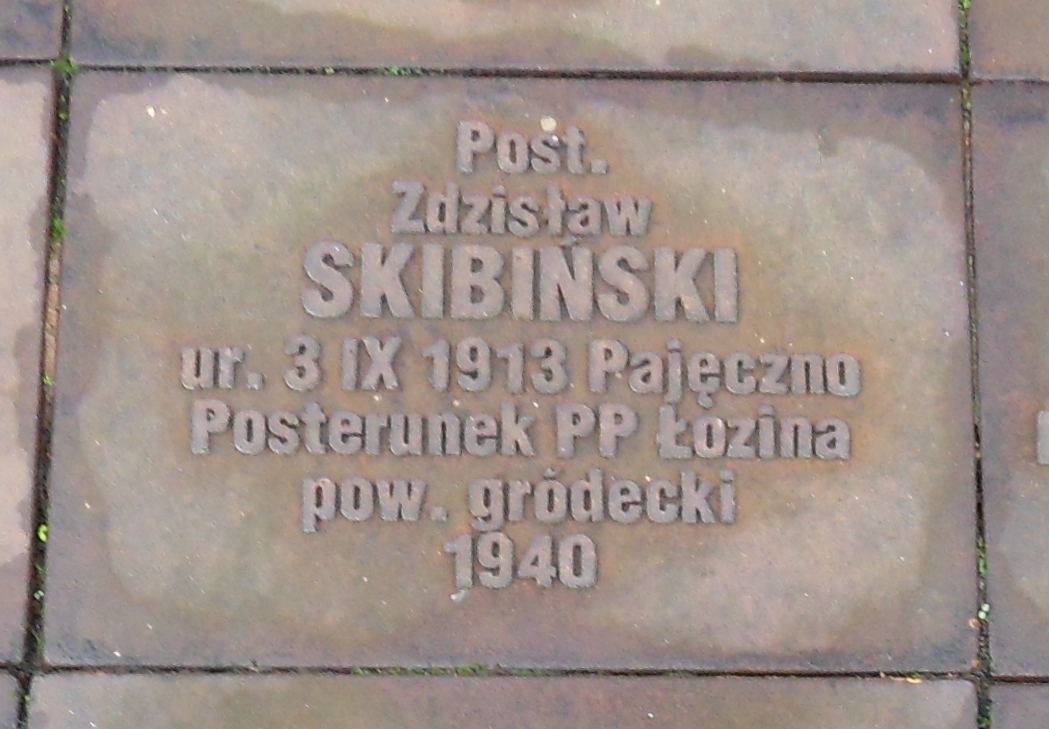 Post.
Zdzisław
SKIBIŃSKI
ur. 3 IX 1913 Pajęczno
Posterunek PP Łozina
pow. gródecki
1940